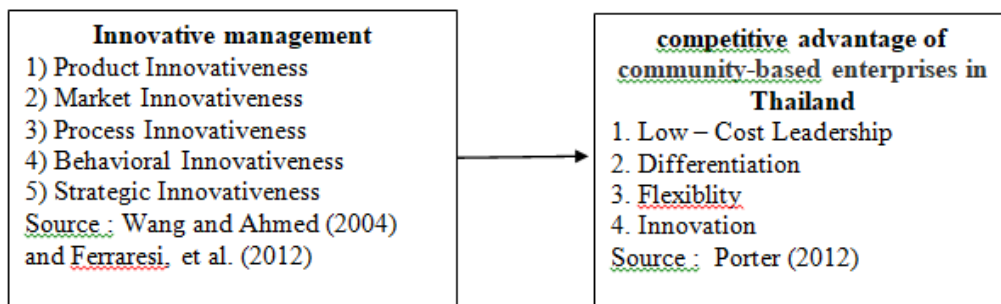 Innovative management
1) Product Innovativeness
2) Market Innovativeness
3) Process Innovativeness
4) Behavioral Innovativeness
5) Strategic Innovativeness
Source : Wang and Ahmed (2004)
and Ferraresi, et al. (2012)
competitive advantage of
community-based enterprises in
Thailand
1. Low – Cost Leadership
2. Differentiation
3. Flexiblity
4. Innovation
Source : Porter (2012)